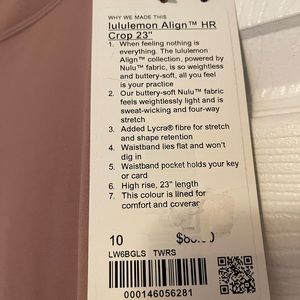 WHY WE MADE THIS
lululemon Align™ HR
Crop 23"
1. When feeling nothing is
everything. The lululemon
Align™ collection, powered by
Nulu™ fabric, is so weightless
and buttery-soft, all you feel
is your practice
2. Our buttery-soft Nulu™ fabric
feels weightlessly light and is
sweat-wicking and four-way
stretch
3. Added Lycra® fibre for stretch
and shape retention
4. Waistband lies flat and won't
dig in
5. Waistband pocket holds your key
or card
6. High rise, 23" length
7. This colour is lined for
comfort and coverage
10
LW6BGLS TWRS
000146056281